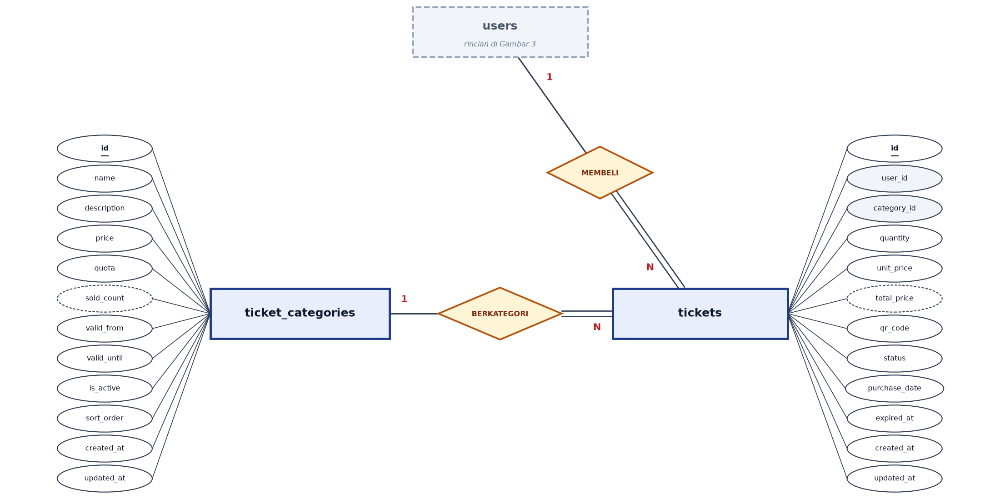 users
rincian di Gambar 3
1
MEMBELI
N
id
name
description
price
quota
sold_count
valid_from
valid_until
is_active
sort_order
created_at
updated_at
ticket_categories
1
BERKATEGORI
N
tickets
id
user_id
category_id
quantity
unit_price
total_price
qr_code
status
purchase_date
expired_at
created_at
updated_at